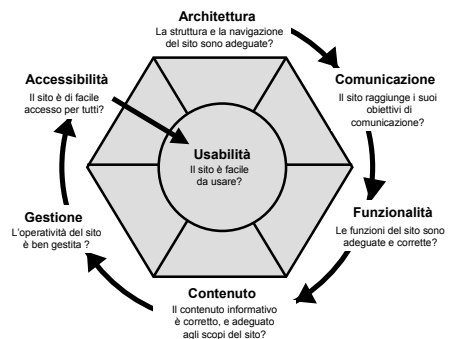 Architettura
La struttura e la navigazione
del sito sono adeguate?
Comunicazione
Il sito raggiunge i suoi
obiettivi di
comunicazione?
Funzionalità
Le funzioni del sito sono
adeguate e corrette?
Contenuto
Il contenuto informativo
è corretto, e adeguato
agli scopi del sito?
Gestione
L'operatività del sito
è ben gestita ?
Accessibilità
Il sito è di facile
accesso per tutti?
Usabilità
Il sito è facile
da usare?